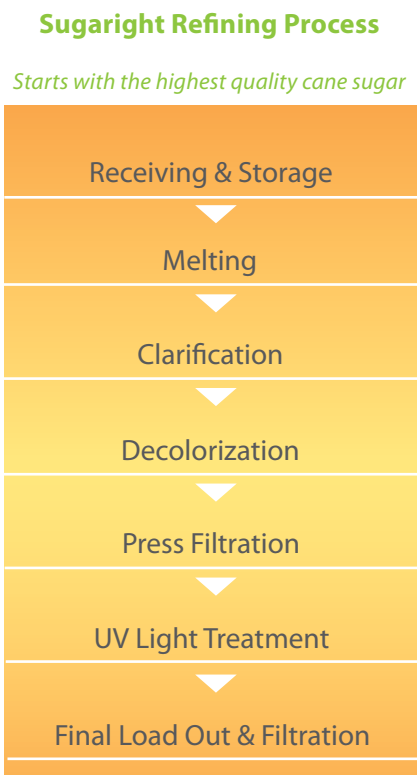 Sugaright Refining Process
Starts with the highest quality cane sugar
Receiving & Storage
Melting
Clarification
Decolorization
Press Filtration
UV Light Treatment
Final Load Out & Filtration